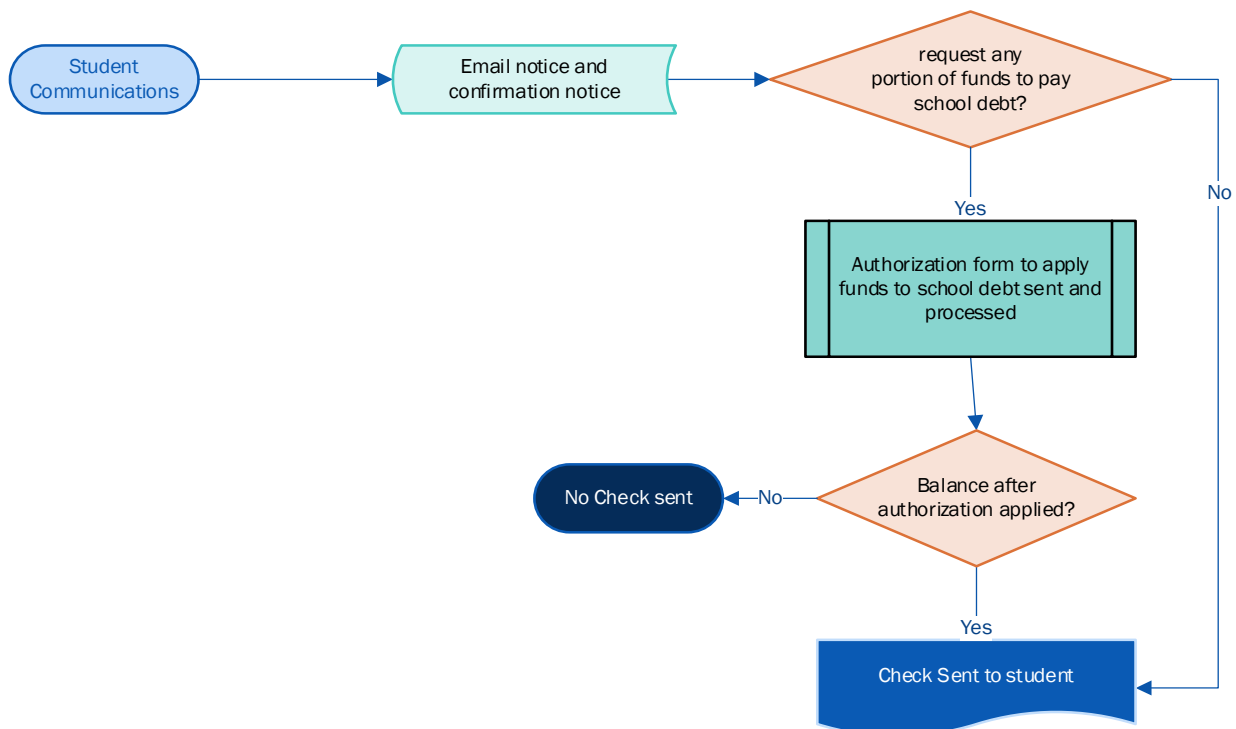 Student
Communications
Email notice and
confirmation notice
request any
portion of funds to pay
school debt?
No
Yes
Authorization form to apply
funds to school debt sent and
processed
Balance after
authorization applied?
No
No Check sent
Yes
Check Sent to student